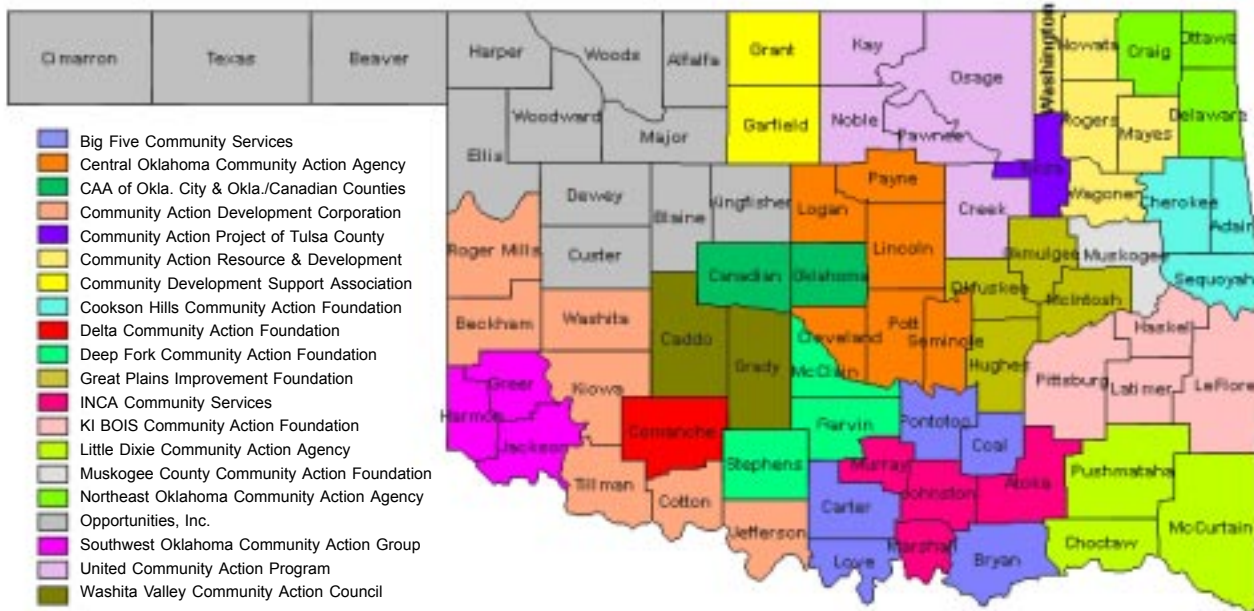 Cimarron
Texas
Beaver
Harper
Woods
Alfalfa
Grant
Kay
Osage
Washington
Nowata
Craig
Ottawa
Woodward
Major
Garfield
Noble
Pawnee
Rogers
Mayes
Delaware
Ellis
Dewey
Blaine
Kingfisher
Logan
Payne
Creek
Tulsa
Wagoner
Cherokee
Adair
Roger Mills
Custer
Canadian
Oklahoma
Lincoln
Okmulgee
Muskogee
Sequoyah
Beckham
Washita
Caddo
Grady
Cleveland
McClain
Pott
Seminole
Okfuskee
McIntosh
Hughes
Pittsburg
Haskel
Latimer
LeFlore
Greer
Harmon
Jackson
Kiowa
Comanche
Tillman
Cotton
Stephens
Jefferson
Garvin
Pontotoc
Coal
Murray
Johnston
Atoka
Pushmataha
McCurtain
Carter
Love
Marshall
Bryan
Choctaw
Big Five Community Services
Central Oklahoma Community Action Agency
CAA of Okla. City & Okla./Canadian Counties
Community Action Development Corporation
Community Action Project of Tulsa County
Community Action Resource & Development
Community Development Support Association
Cookson Hills Community Action Foundation
Delta Community Action Foundation
Deep Fork Community Action Foundation
Great Plains Improvement Foundation
INCA Community Services
KI BOIS Community Action Foundation
Little Dixie Community Action Agency
Muskogee County Community Action Foundation
Northeast Oklahoma Community Action Agency
Opportunities, Inc.
Southwest Oklahoma Community Action Group
United Community Action Program
Washita Valley Community Action Council